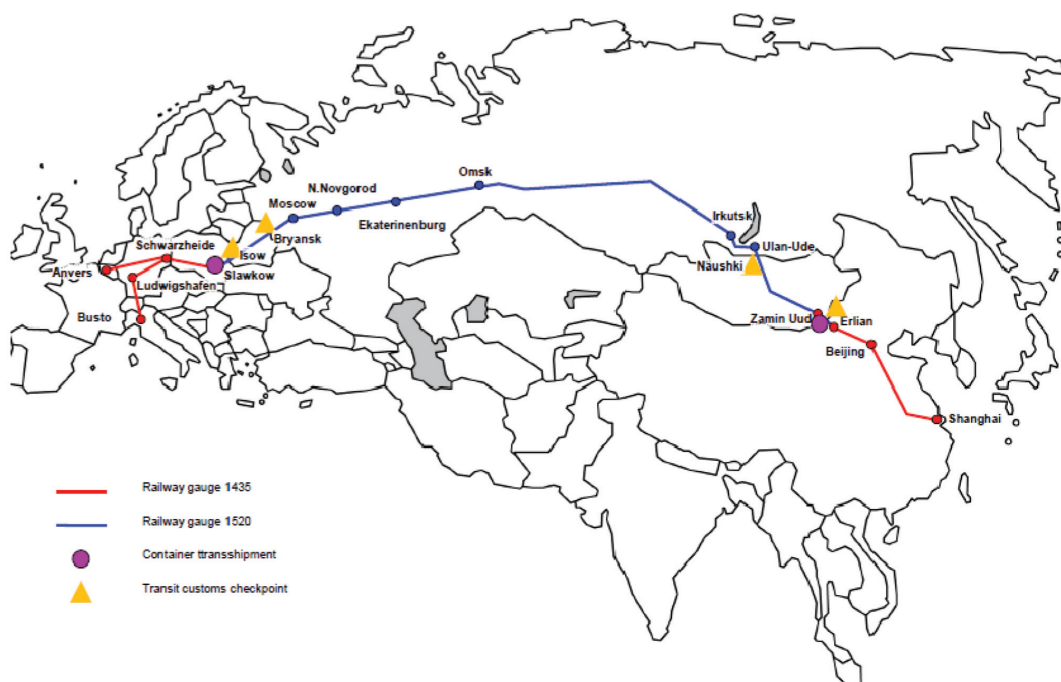 Omsk
N.Novgorod
Moscow
Ekaterinenburg
Irkutsk
Bryansk
Schwarzheide
Isow
Ulan-Ude
Anvers
Slawkow
Naushki
Ludwigshafen
Busto
Zamin Uud
Erlian
Beijing
Shanghai
Railway gauge 1435
Railway gauge 1520
Container ttransshipment
Transit customs checkpoint